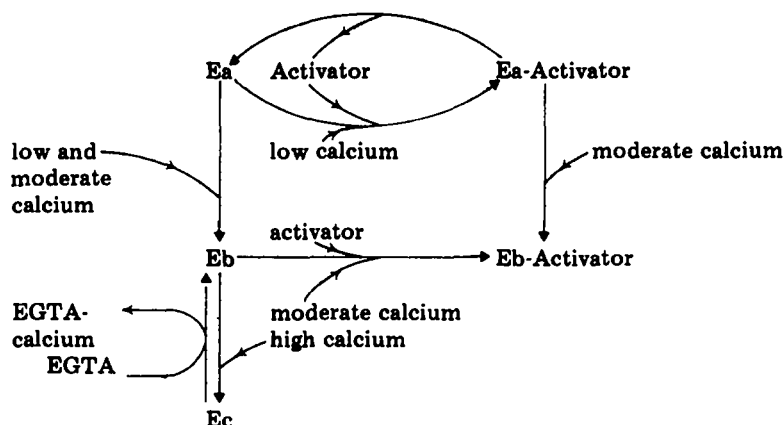 Ea Activator Ea-Activator
low calcium
low and
moderate
calcium
moderate calcium
activator
Eb Eb-Activator
moderate calcium
high calcium
EGTA-
calcium
EGTA
Ec